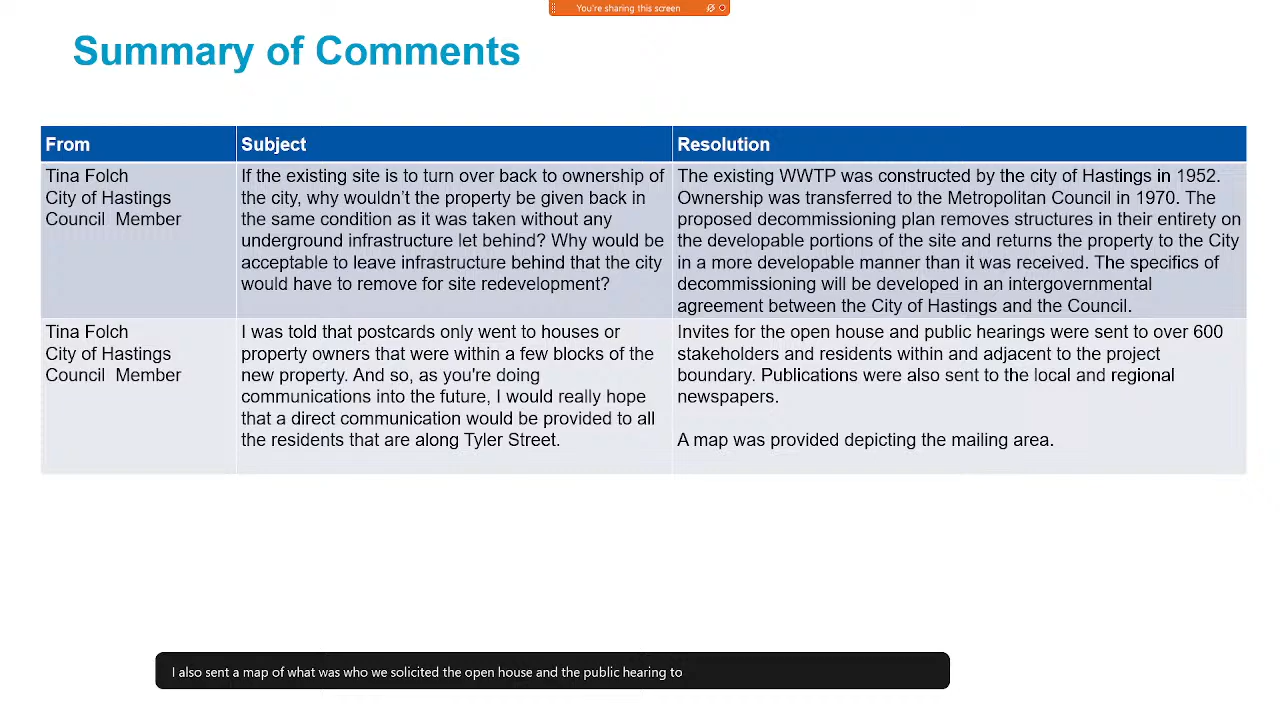 You're sharing this screen
Summary of Comments
From
Subject
Resolution
Tina Folch
City of Hastings
Council Member
If the existing site is to turn over back to ownership of
the city, why wouldn't the property be given back in
the same condition as it was taken without any
underground infrastructure let behind? Why would be
acceptable to leave infrastructure behind that the city
would have to remove for site redevelopment?
The existing WWTP was constructed by the city of Hastings in 1952.
Ownership was transferred to the Metropolitan Council in 1970. The
proposed decommissioning plan removes structures in their entirety on
the developable portions of the site and returns the property to the City
in a more developable manner than it was received. The specifics of
decommissioning will be developed in an intergovernmental
agreement between the City of Hastings and the Council.
Tina Folch
City of Hastings
Council Member
I was told that postcards only went to houses or
property owners that were within a few blocks of the
new property. And so, as you're doing
communications into the future, I would really hope
that a direct communication would be provided to all
the residents that are along Tyler Street.
Invites for the open house and public hearings were sent to over 600
stakeholders and residents within and adjacent to the project
boundary. Publications were also sent to the local and regional
newspapers.
A map was provided depicting the mailing area.
I also sent a map of what was who we solicited the open house and the public hearing to